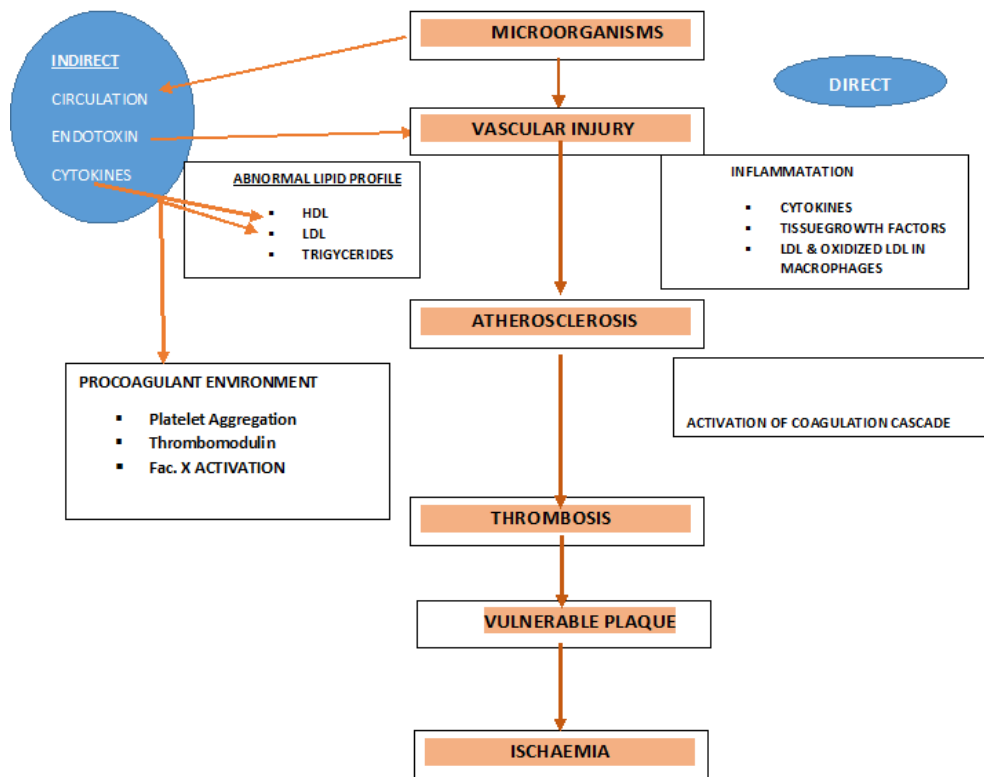 MICROORGANISMS
INDIRECT
CIRCULATION
ENDOTOXIN
CYTOKINES
DIRECT
VASCULAR INJURY
ABNORMAL LIPID PROFILE
▪ HDL
▪ LDL
▪ TRIGYCERIDES
INFLAMMATATION
▪ CYTOKINES
▪ TISSUEGROWTH FACTORS
▪ LDL & OXIDIZED LDL IN
MACROPHAGES
ATHEROSCLEROSIS
PROCOAGULANT ENVIRONMENT
▪ Platelet Aggregation
▪ Thrombomodulin
▪ Fac. X ACTIVATION
ACTIVATION OF COAGULATION CASCADE
THROMBOSIS
VULNERABLE PLAQUE
ISCHAEMIA